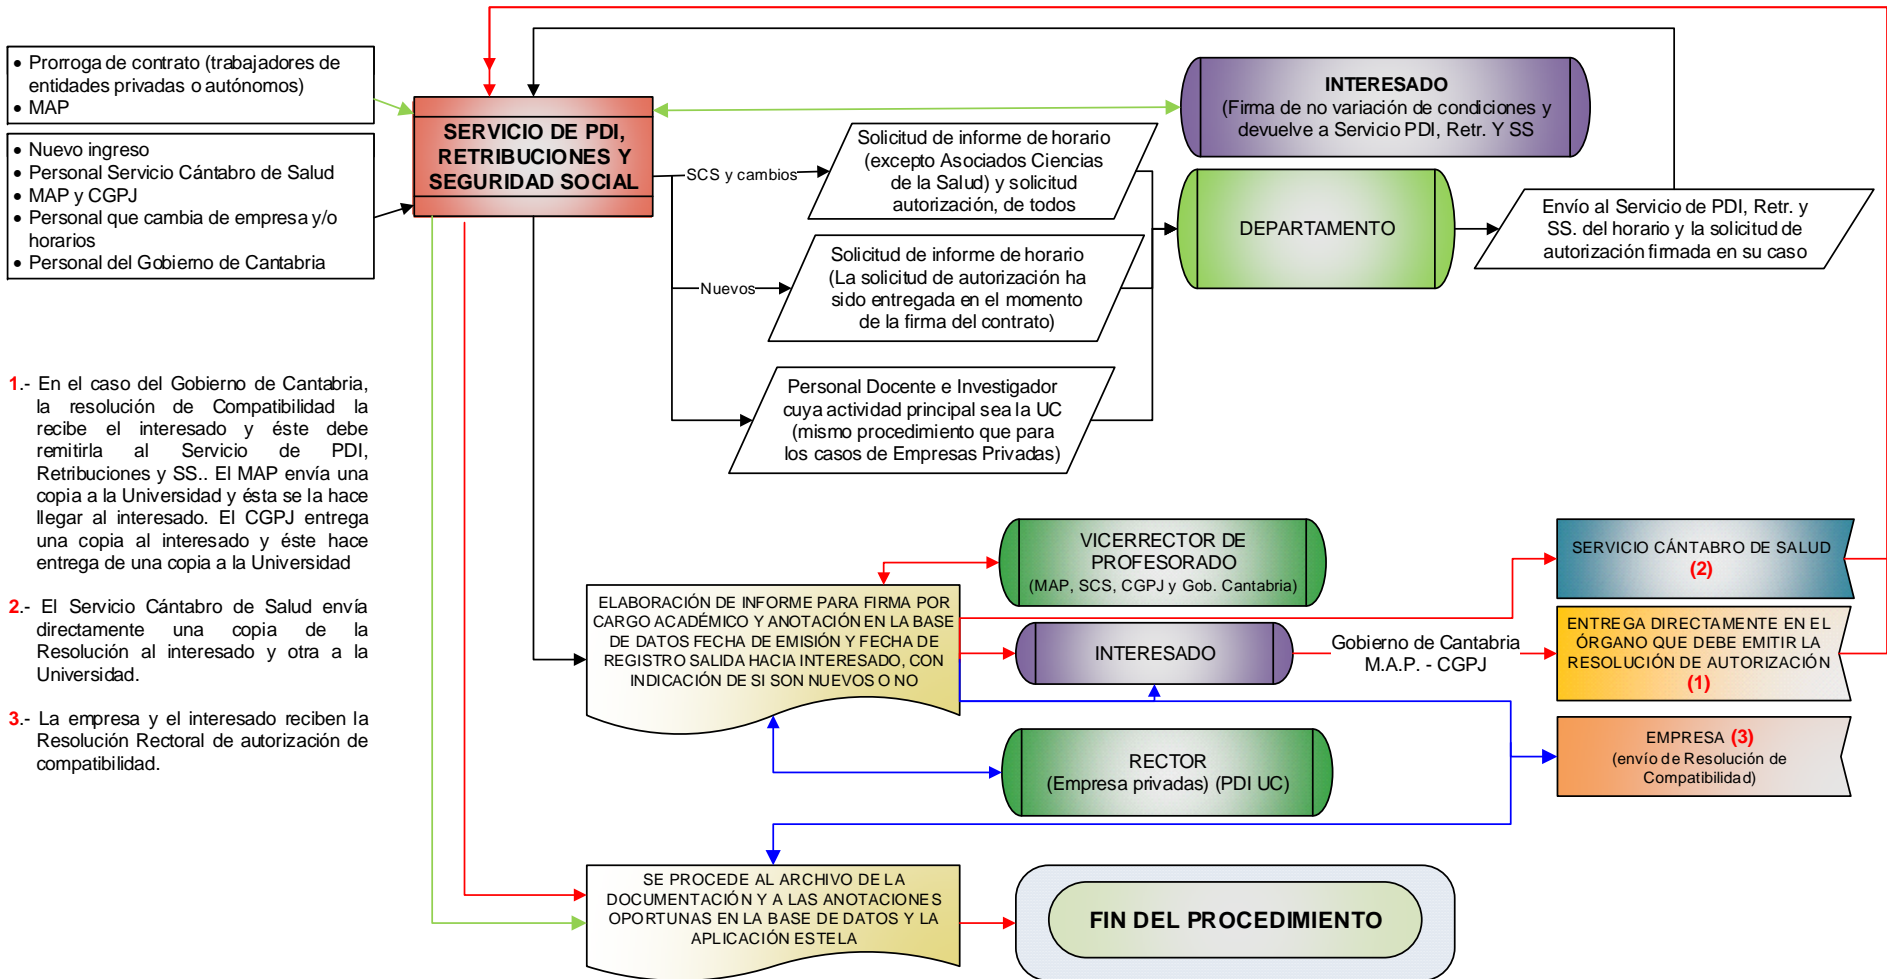 • Prorroga de contrato (trabajadores de
entidades privadas o autónomos)
• MAP
• Nuevo ingreso
• Personal Servicio Cántabro de Salud
• MAP y CGPJ
• Personal que cambia de empresa y/o
horarios
• Personal del Gobierno de Cantabria
SERVICIO DE PDI,
RETRIBUCIONES Y
SEGURIDAD SOCIAL
INTERESADO
(Firma de no variación de condiciones y
devuelve a Servicio PDI, Retr. Y SS
SCS y cambios
Solicitud de informe de horario
(excepto Asociados Ciencias
de la Salud) y solicitud
autorización, de todos
DEPARTAMENTO
Envío al Servicio de PDI, Retr. y
SS. del horario y la solicitud de
autorización firmada en su caso
Nuevos
Solicitud de informe de horario
(La solicitud de autorización ha
sido entregada en el momento
de la firma del contrato)
Personal Docente e Investigador
cuya actividad principal sea la UC
(mismo procedimiento que para
los casos de Empresas Privadas)
1.- En el caso del Gobierno de Cantabria,
la resolución de Compatibilidad la
recibe el interesado y éste debe
remitirla al Servicio de PDI,
Retribuciones y SS.. El MAP envía una
copia a la Universidad y ésta se la hace
llegar al interesado. El CGPJ entrega
una copia al interesado y éste hace
entrega de una copia a la Universidad
2.- El Servicio Cántabro de Salud envía
directamente una copia de la
Resolución al interesado y otra a la
Universidad.
3.- La empresa y el interesado reciben la
Resolución Rectoral de autorización de
compatibilidad.
VICERRECTOR DE
PROFESORADO
(MAP, SCS, CGPJ y Gob. Cantabria)
SERVICIO CÁNTABRO DE SALUD
(2)
ELABORACIÓN DE INFORME PARA FIRMA POR
CARGO ACADÉMICO Y ANOTACIÓN EN LA BASE
DE DATOS FECHA DE EMISIÓN Y FECHA DE
REGISTRO SALIDA HACIA INTERESADO, CON
INDICACIÓN DE SI SON NUEVOS O NO
INTERESADO
Gobierno de Cantabria
M.A.P. - CGPJ
ENTREGA DIRECTAMENTE EN EL
ÓRGANO QUE DEBE EMITIR LA
RESOLUCIÓN DE AUTORIZACIÓN
(1)
RECTOR
(Empresa privadas) (PDI UC)
EMPRESA (3)
(envío de Resolución de
Compatibilidad)
SE PROCEDE AL ARCHIVO DE LA
DOCUMENTACIÓN Y A LAS ANOTACIONES
OPORTUNAS EN LA BASE DE DATOS Y LA
APLICACIÓN ESTELA
FIN DEL PROCEDIMIENTO